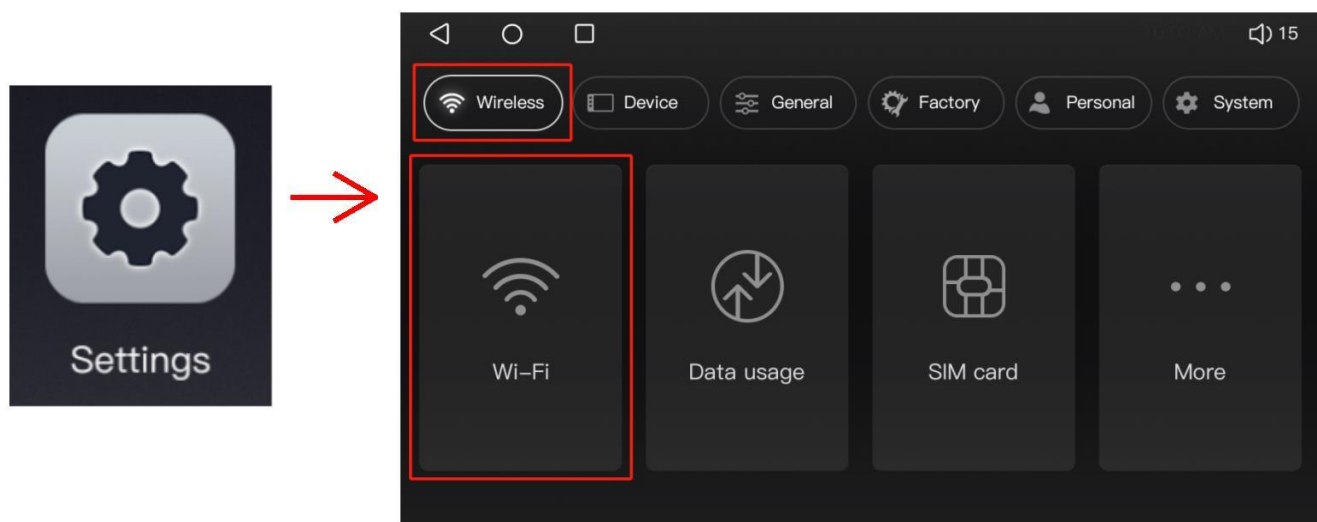 15
Wireless
Device
General
Factory
Personal
System
Settings
Wi-Fi
Data usage
SIM card
More